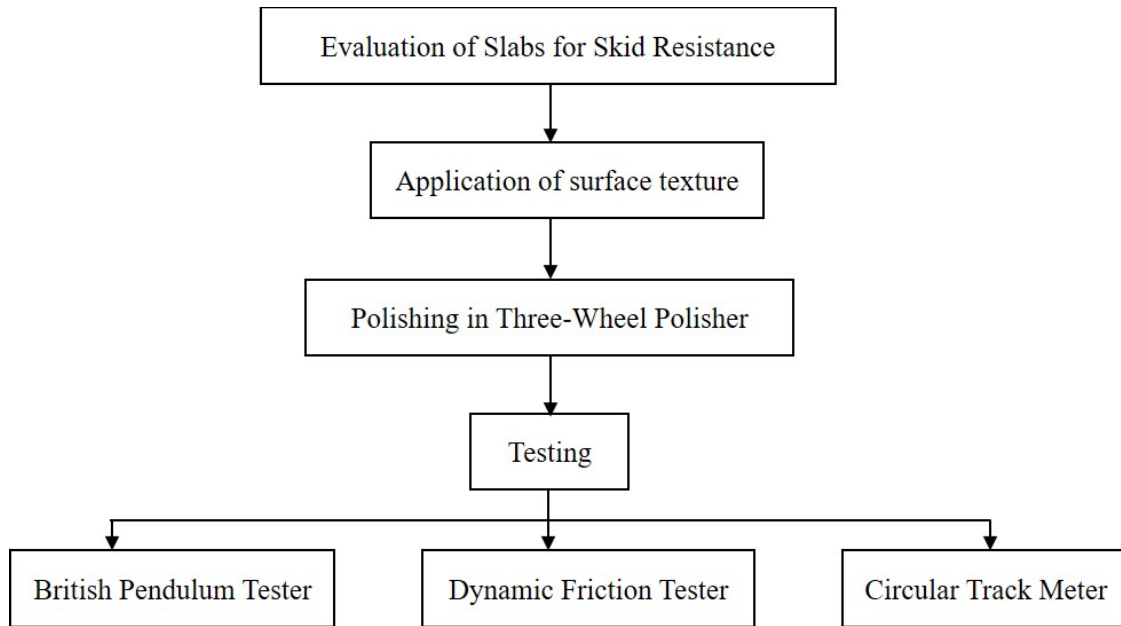 Evaluation of Slabs for Skid Resistance
Application of surface texture
Polishing in Three-Wheel Polisher
Testing
British Pendulum Tester
Dynamic Friction Tester
Circular Track Meter